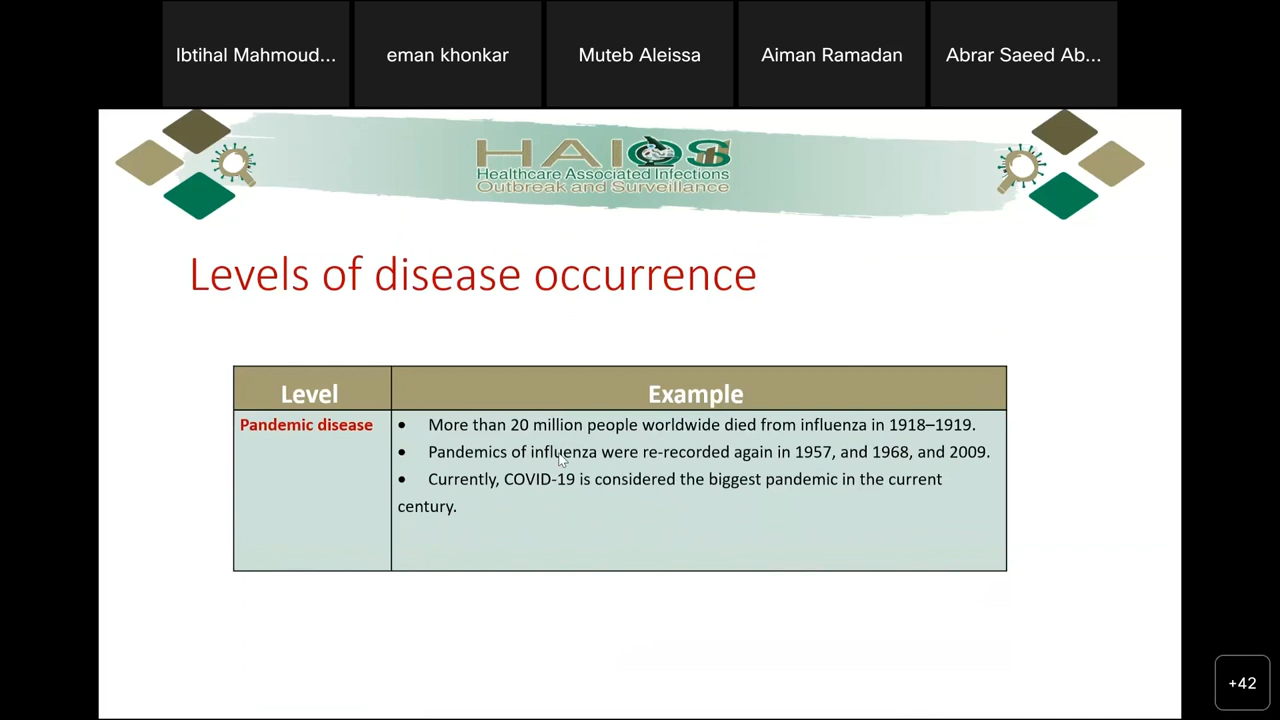 Ibtihal Mahmoud...
eman khonkar
Muteb Aleissa
Aiman Ramadan
Abrar Saeed Ab...
HAIOS
Healthcare Associated Infections
Outbreak and Surveillance
Levels of disease occurrence
Level
Example
Pandemic disease
• More than 20 million people worldwide died from influenza in 1918–1919.
• Pandemics of influenza were re-recorded again in 1957, and 1968, and 2009.
• Currently, COVID-19 is considered the biggest pandemic in the current
century.
+42